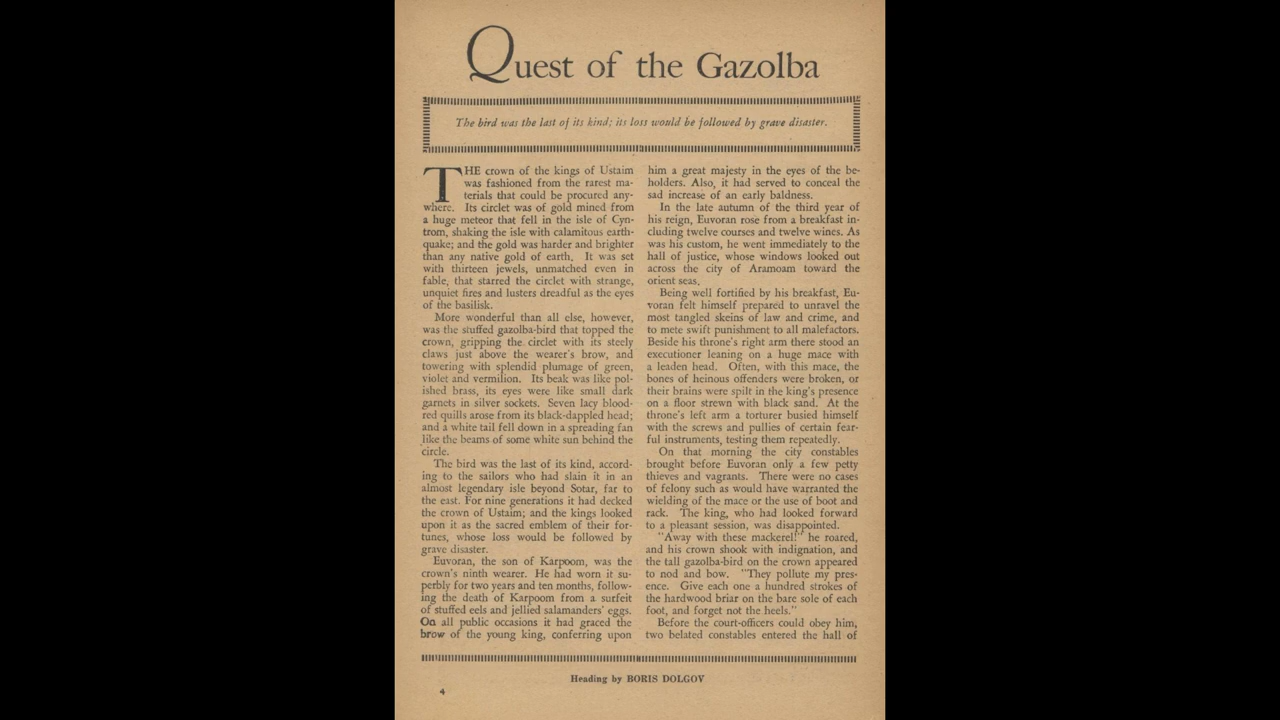 Quest of the Gazolba
The bird was the last of its kind; its loss would be followed by grave disaster.
THE crown of the kings of Ustaim
was fashioned from the rarest ma-
terials that could be procured any-
where. Its circlet was of gold mined from
a huge meteor that fell in the isle of Cyn-
trom, shaking the isle with calamitous earth-
quake; and the gold was harder and brighter
than any native gold of earth. It was set
with thirteen jewels, unmatched even in
fable, that starred the circlet with strange,
unquiet fires and lusters dreadful as the eyes
of the basilisk.
More wonderful than all else, however,
was the stuffed gazolba-bird that topped the
crown, gripping the circlet with its steely
claws just above the wearer's brow, and
towering with splendid plumage of green,
violet and vermilion. Its beak was like pol-
ished brass, its eyes were like small dark
garnets in silver sockets. Seven lacy blood-
red quills arose from its black-dappled head;
and a white tail fell down in a spreading fan
like the beams of some white sun behind the
circle.
The bird was the last of its kind, accord-
ing to the sailors who had slain it in an
almost legendary isle beyond Sotar, far to
the east. For nine generations it had decked
the crown of Ustaim; and the kings looked
upon it as the sacred emblem of their for-
tunes, whose loss would be followed by
grave disaster.
Euvoran, the son of Karpoom, was the
crown's ninth wearer. He had worn it su-
perbly for two years and ten months, follow-
ing the death of Karpoom from a surfeit
of stuffed eels and jellied salamanders' eggs.
On all public occasions it had graced the
brow of the young king, conferring upon
him a great majesty in the eyes of the be-
holders. Also, it had served to conceal the
sad increase of an early baldness.
In the late autumn of the third year of
his reign, Euvoran rose from a breakfast in-
cluding twelve courses and twelve wines. As
was his custom, he went immediately to the
hall of justice, whose windows looked out
across the city of Aramoam toward the
orient seas.
Being well fortified by his breakfast, Eu-
voran felt himself prepared to unravel the
most tangled skeins of law and crime, and
to mete swift punishment to all malefactors.
Beside his throne's right arm there stood an
executioner leaning on a huge mace with
a leaden head. Often, with this mace, the
bones of heinous offenders were broken, or
their brains were spilt in the king's presence
on a floor strewn with black sand. At the
throne's left arm a torturer busied himself
with the screws and pullies of certain fear-
ful instruments, testing them repeatedly.
On that morning the city constables
brought before Euvoran only a few petty
thieves and vagrants. There were no cases
of felony such as would have warranted the
wielding of the mace or the use of boot and
rack. The king, who had looked forward
to a pleasant session, was disappointed.
"Away with these mackerel!" he roared,
and his crown shook with indignation, and
the tall gazolba-bird on the crown appeared
to nod and bow. "They pollute my pres-
ence. Give each one a hundred strokes of
the hardwood briar on the bare sole of each
foot, and forget not the heels."
Before the court-officers could obey him,
two belated constables entered the hall of
Heading by BORIS DOLGOV
4